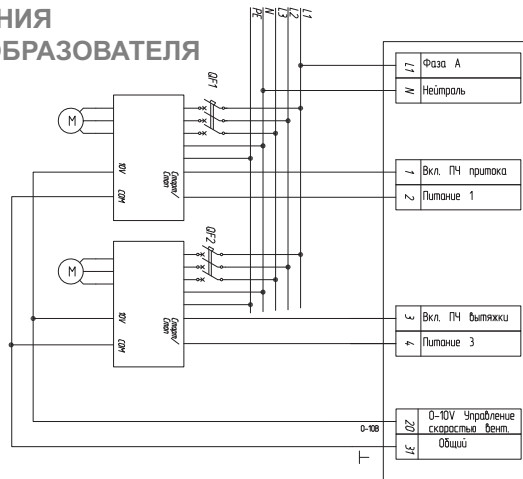 НИЯ
ОБРАЗОВАТЕЛЯ
PE
N
L3
L2
L1
QF1
M
10V
COM
Старт/
Стоп
QF2
M
10V
COM
Старт/
Стоп
L1 Фаза А
N Нейтраль
1 Вкл. ПЧ притока
2 Питание 1
3 Вкл. ПЧ вытяжки
4 Питание 3
0-10В
20 0-10V Управление
скоростью вент.
31 Общий